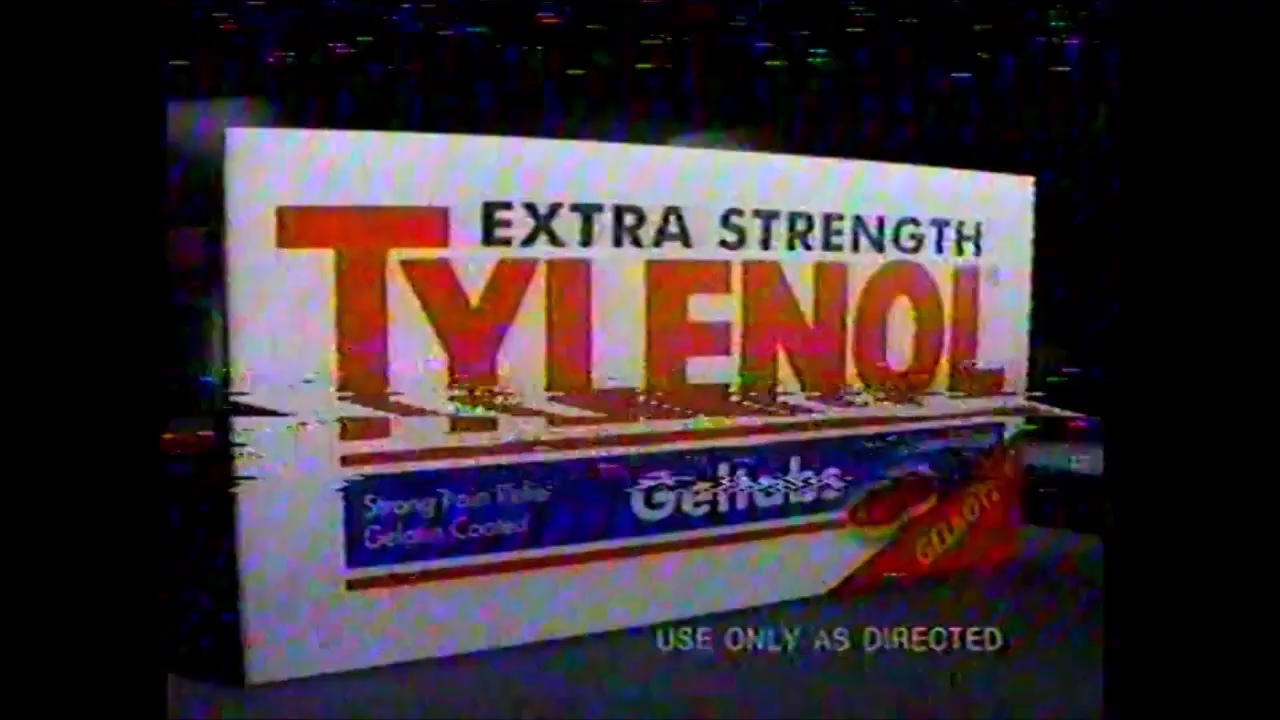 EXTRA STRENGTH
TYLENOL
Geltabs
Strong Pain Relief
Gelatin Coated
USE ONLY AS DIRECTED